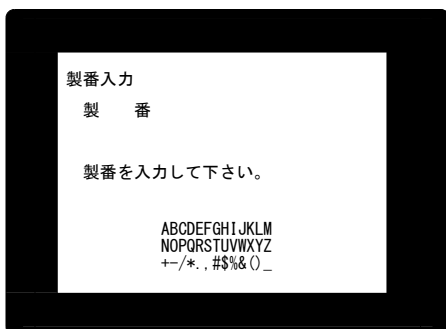 製番入力
製　　番
製番を入力して下さい。
ABCDEFGHIJKLM
NOPQRSTUVWXYZ
+-/*.,#$%&()_